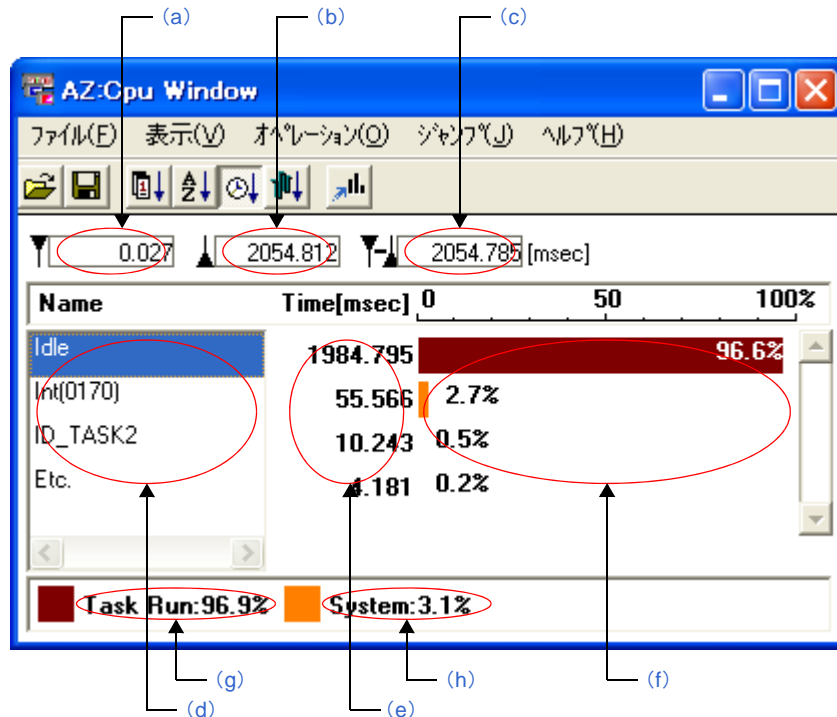 (a) (b) (c)
AZ:Cpu Window
ファイル(F) 表示(V) オペレーション(O) ジャンプ(J) ヘルプ(H)
0.027 2054.812 2054.785 [msec]
Name Time[msec] 0 50 100%
Idle 1984.795 96.6%
Int(0170) 55.566 2.7%
ID_TASK2 10.243 0.5%
Etc. 4.181 0.2%
Task Run:96.9% System:3.1%
(g) (h) (f)
(d) (e)